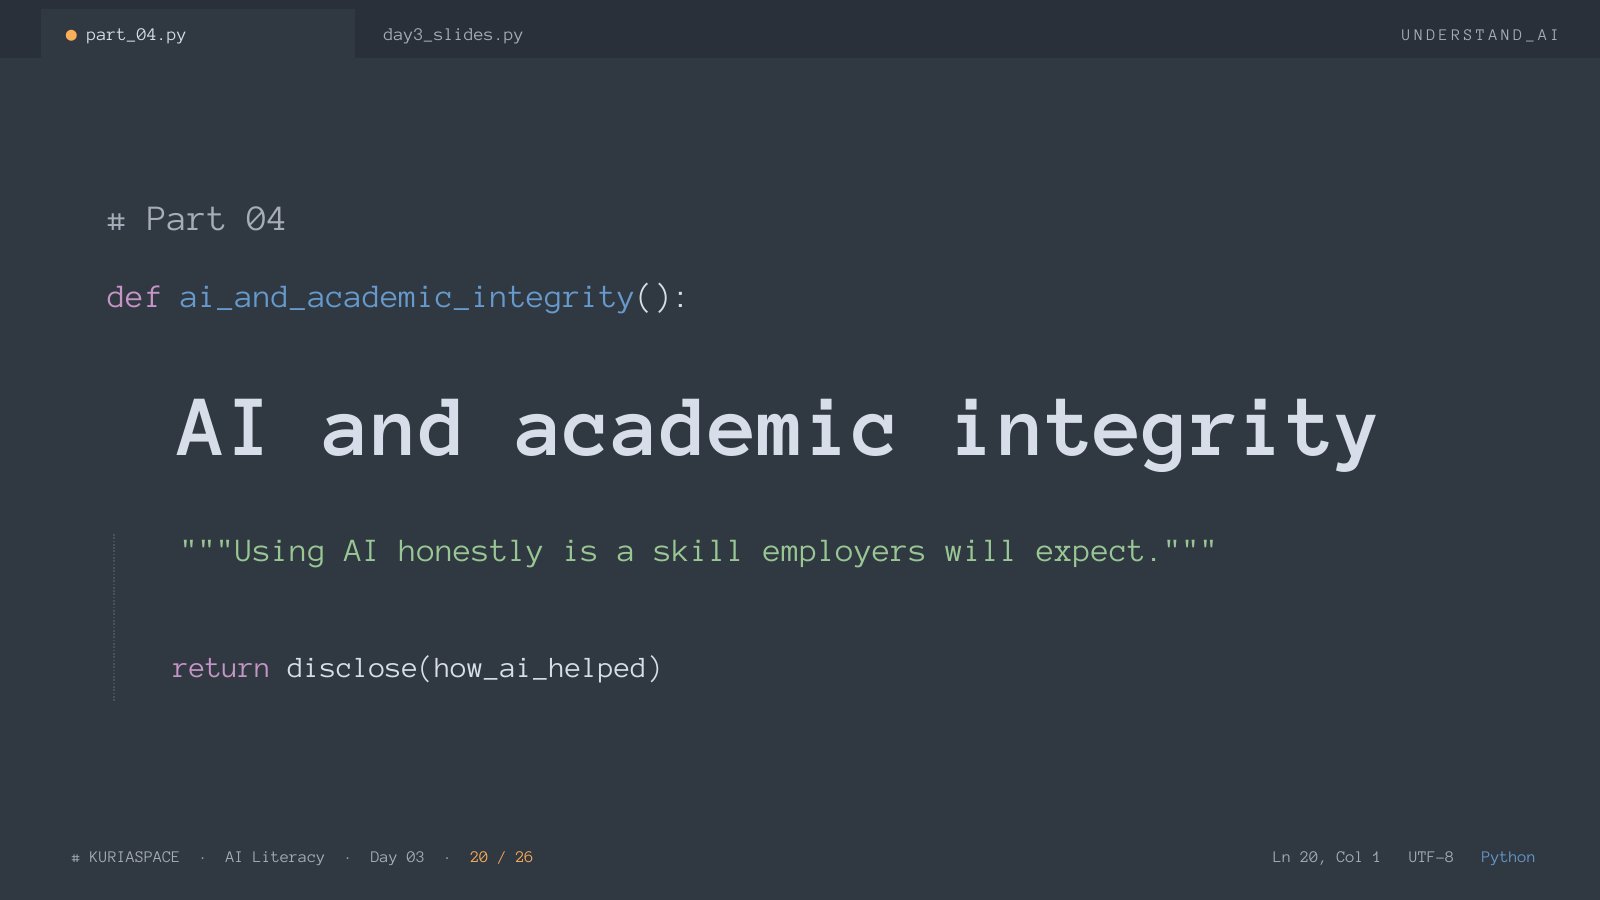 part_04.py
day3_slides.py
UNDERSTAND_AI
# Part 04
def ai_and_academic_integrity():
AI and academic integrity
"""Using AI honestly is a skill employers will expect."""
return disclose(how_ai_helped)
# KURIASPACE · AI Literacy · Day 03 · 20 / 26
Ln 20, Col 1 UTF-8 Python